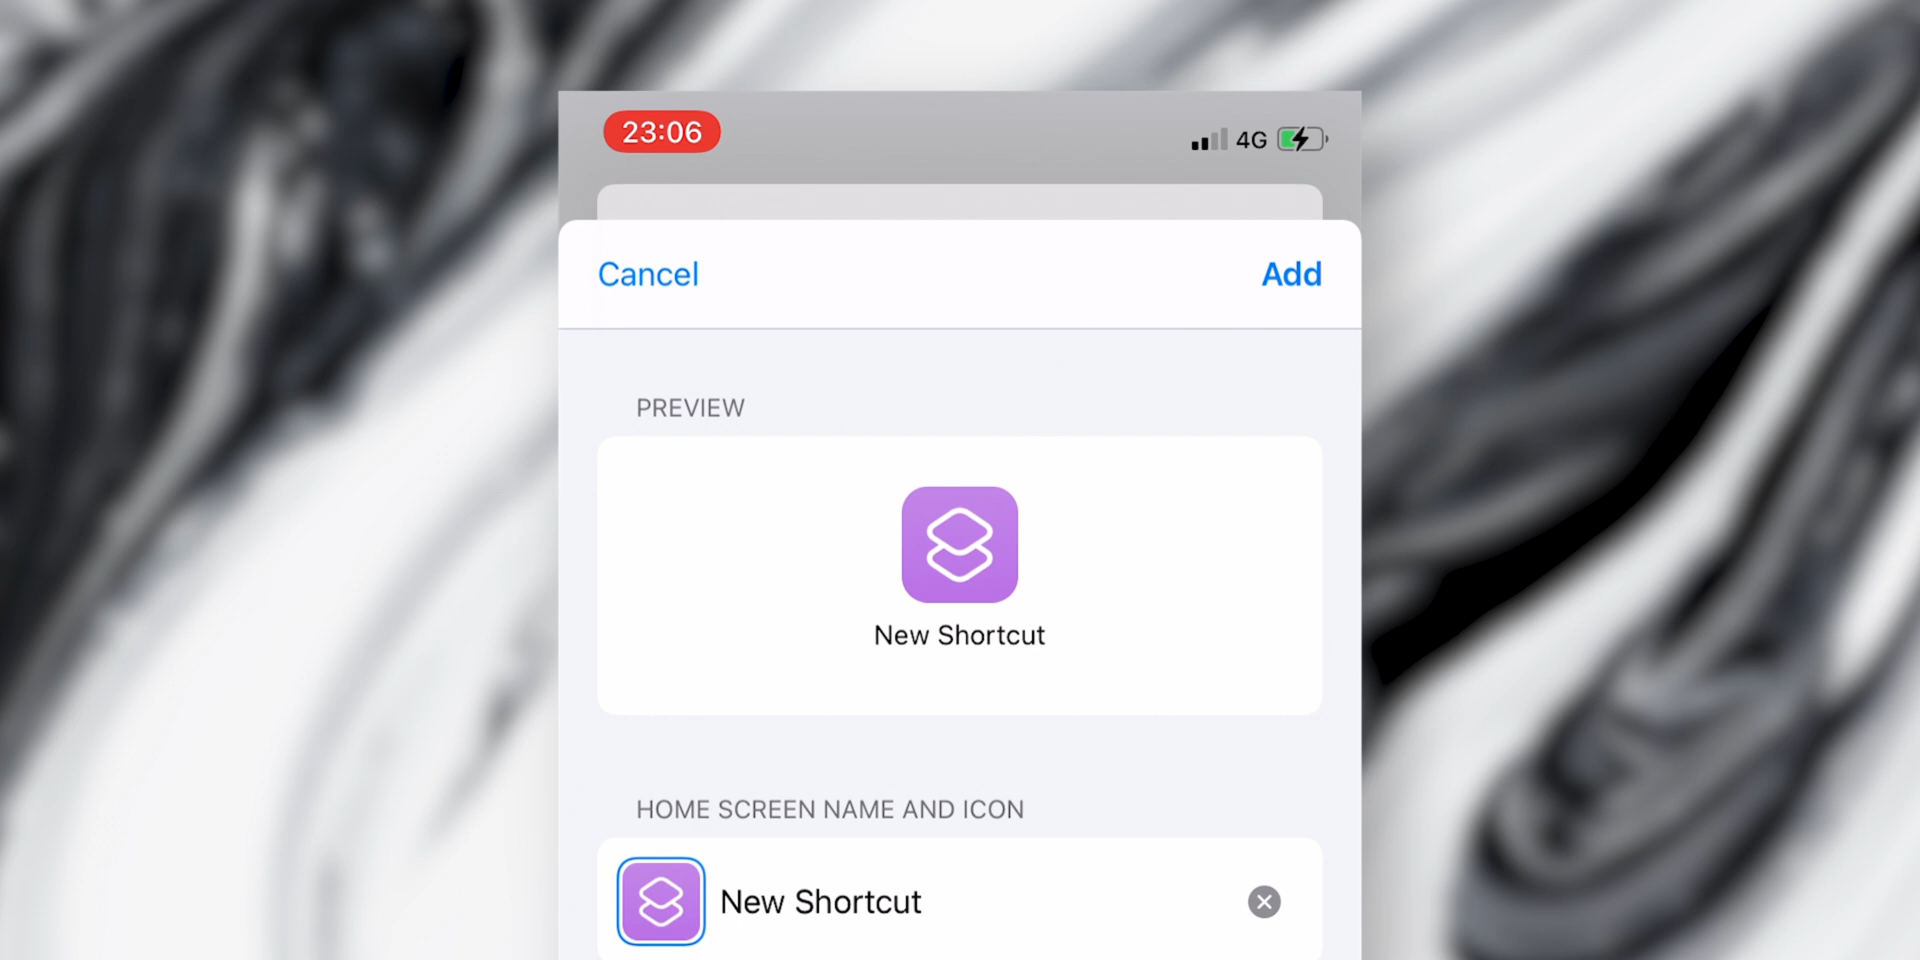 23:06
4G
Cancel
Add
PREVIEW
New Shortcut
HOME SCREEN NAME AND ICON
New Shortcut